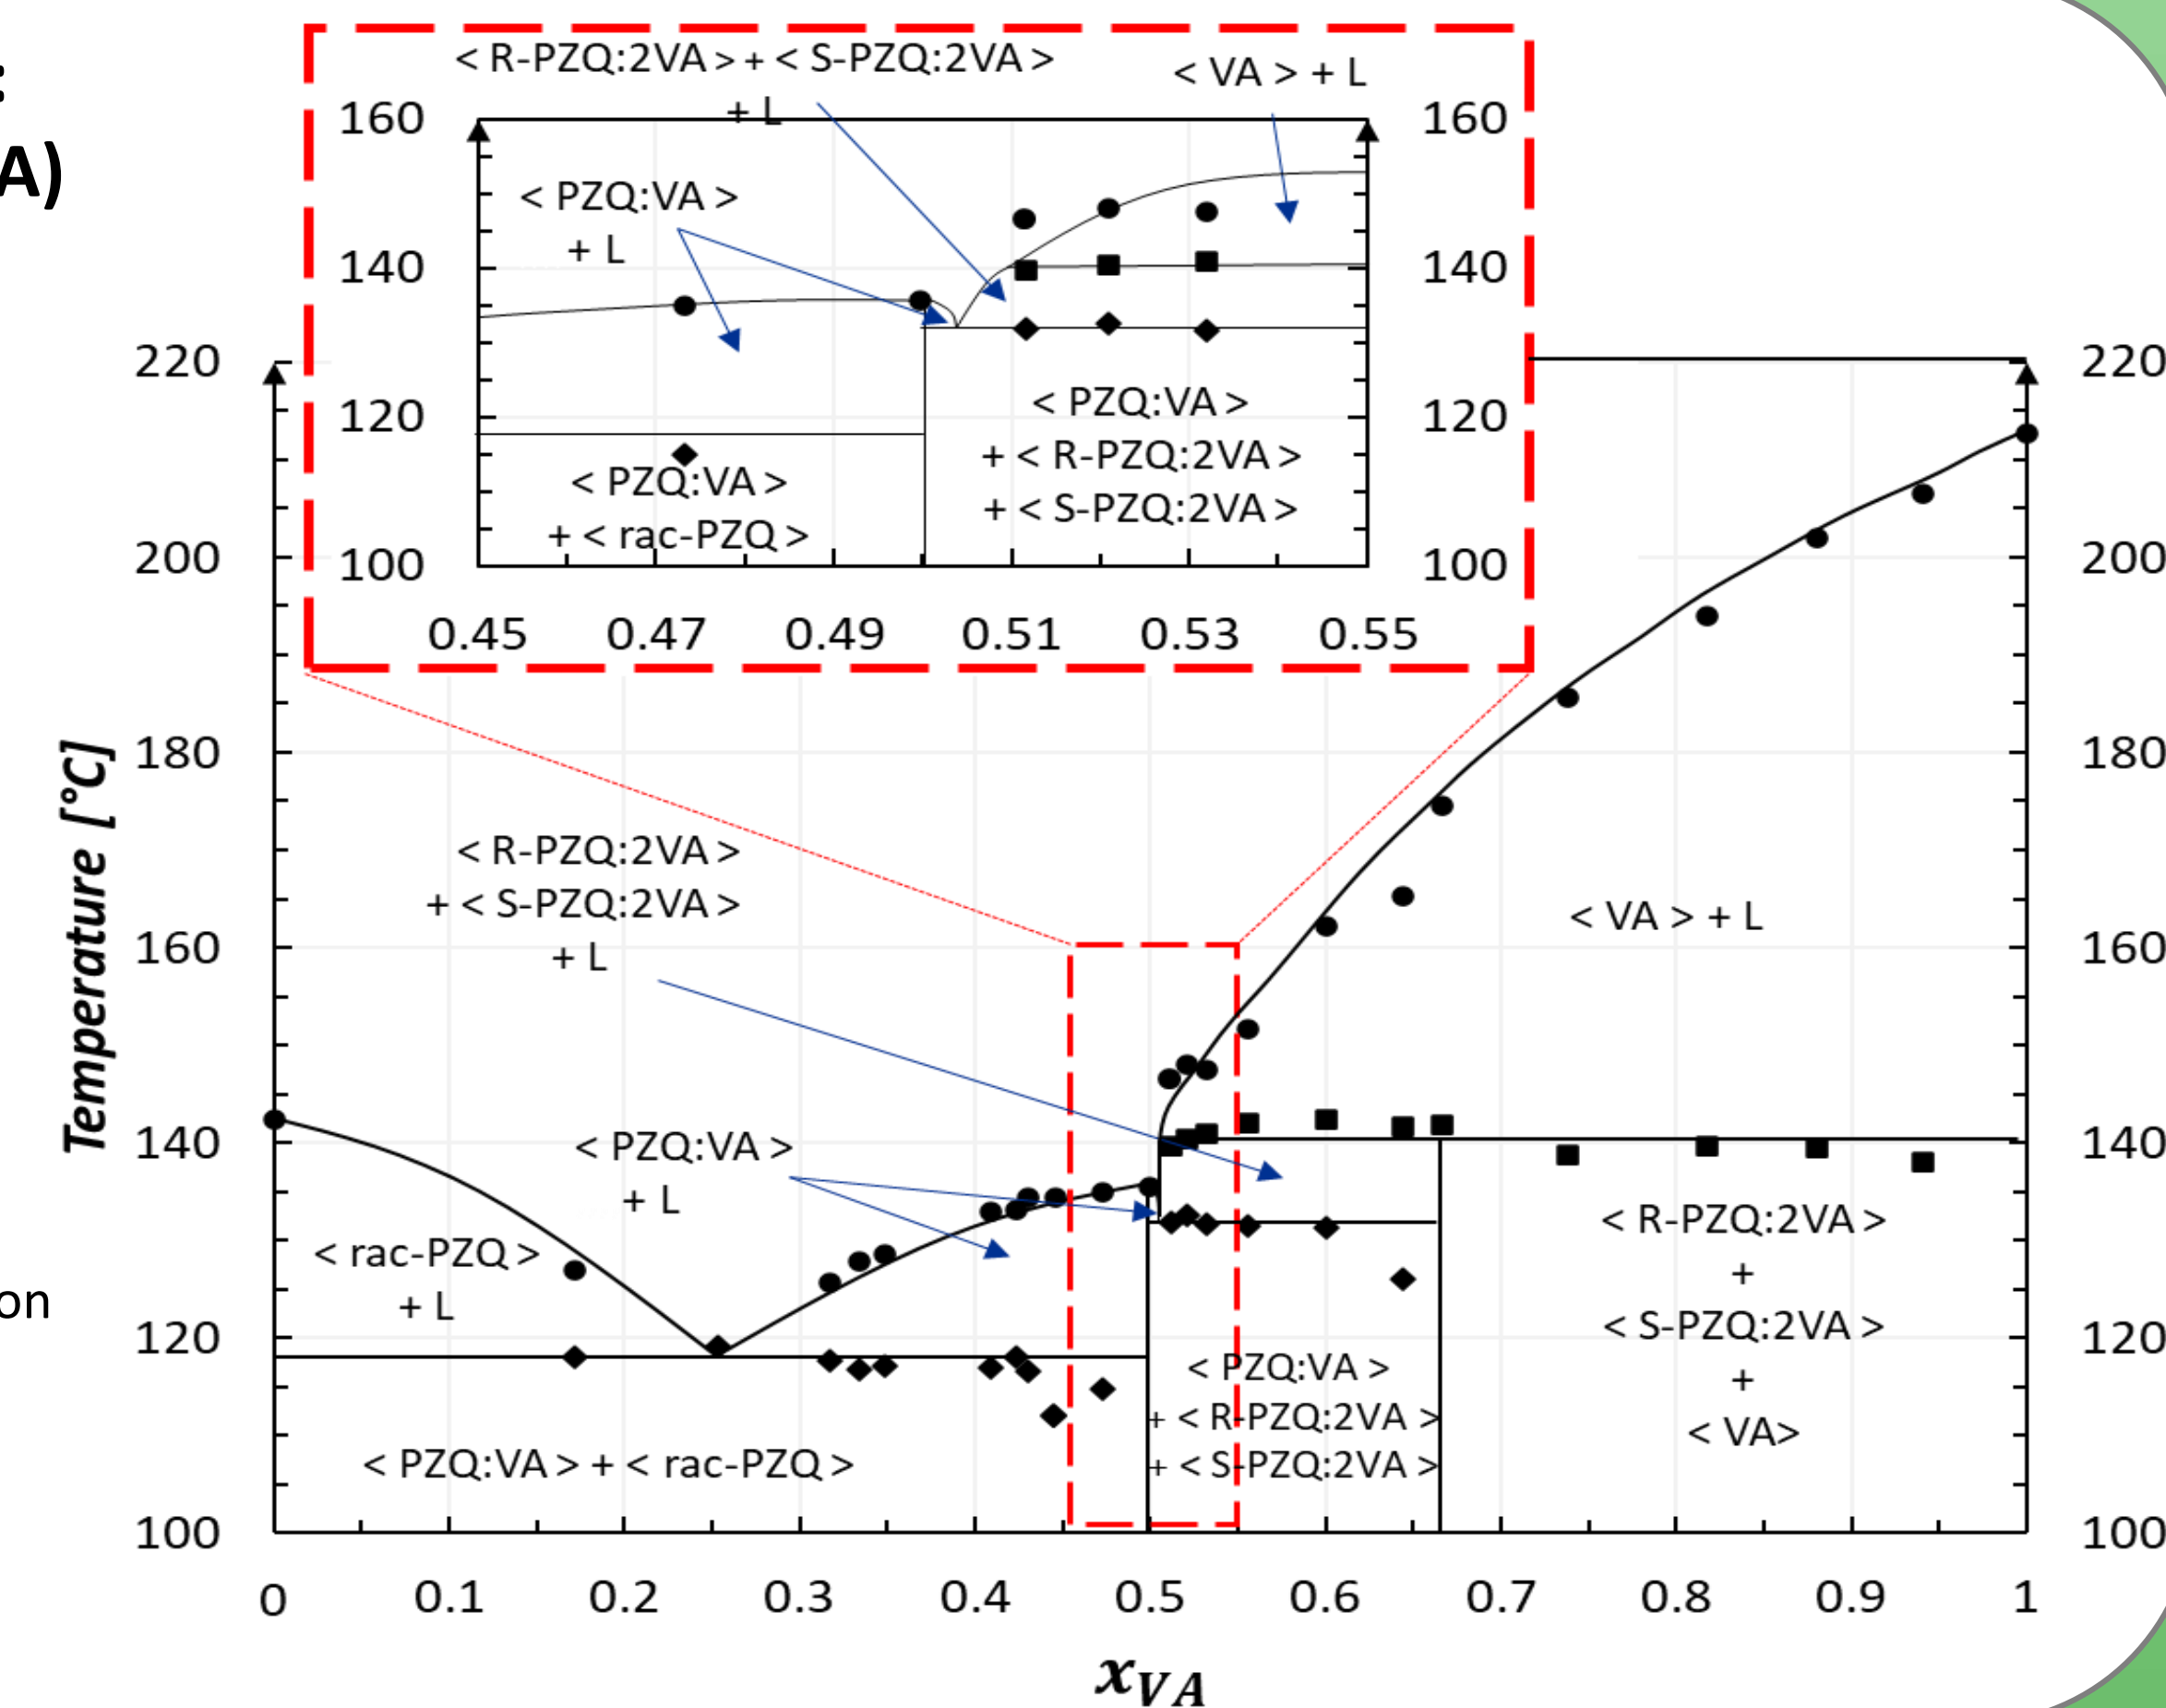 :
A)
on
< R-PZQ:2VA > + < S-PZQ:2VA >
+ L
< VA > + L
160
140
120
100
160
140
120
100
< PZQ:VA >
+ L
< PZQ:VA >
+ < rac-PZQ >
< PZQ:VA >
+ < R-PZQ:2VA >
+ < S-PZQ:2VA >
0.45 0.47 0.49 0.51 0.53 0.55
220
200
180
160
140
120
100
220
200
180
160
140
120
100
Temperature [°C]
< R-PZQ:2VA >
+ < S-PZQ:2VA >
+ L
< VA > + L
< PZQ:VA >
+ L
< rac-PZQ >
+ L
< PZQ:VA > + < rac-PZQ >
< PZQ:VA >
+ < R-PZQ:2VA >
+ < S-PZQ:2VA >
< R-PZQ:2VA >
+
< S-PZQ:2VA >
+
< VA>
0 0.1 0.2 0.3 0.4 0.5 0.6 0.7 0.8 0.9 1
xVA